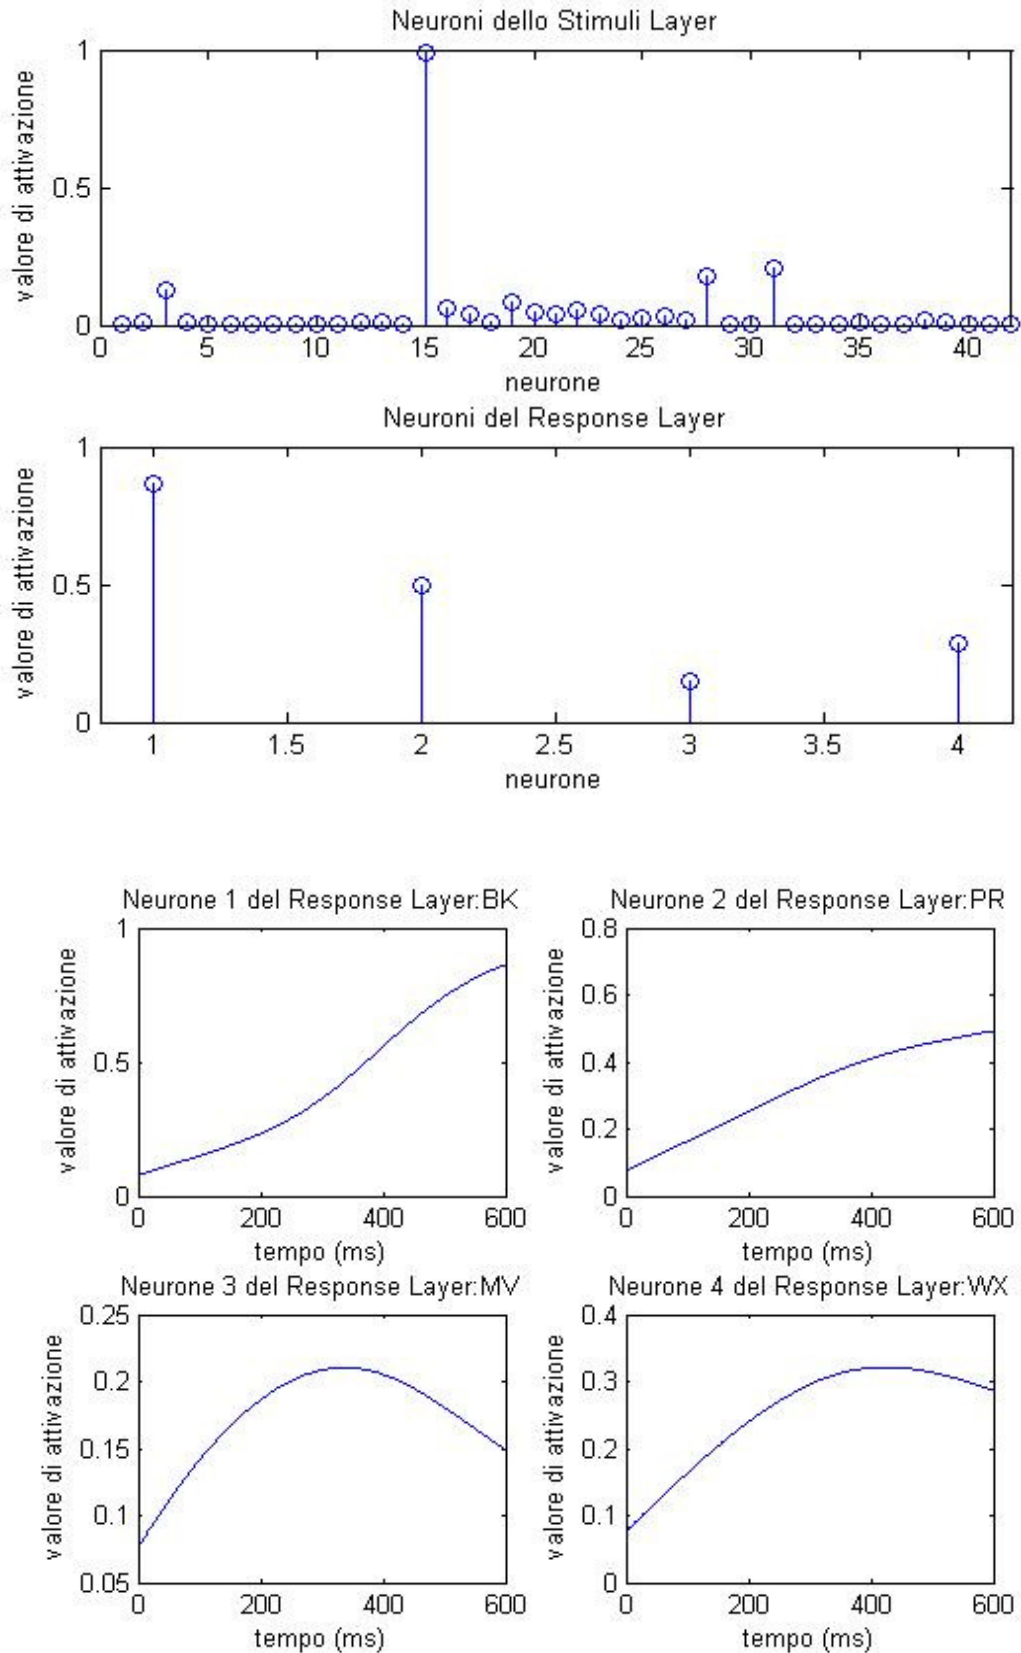 Neuroni dello Stimuli Layer
valore di attivazione
1
0.5
0
0 5 10 15 20 25 30 35 40
neurone
Neuroni del Response Layer
valore di attivazione
1
0.5
0
1 1.5 2 2.5 3 3.5 4
neurone
Neurone 1 del Response Layer:BK
valore di attivazione
1
0.5
0
0 200 400 600
tempo (ms)
Neurone 2 del Response Layer:PR
valore di attivazione
0.8
0.6
0.4
0.2
0
0 200 400 600
tempo (ms)
Neurone 3 del Response Layer:MV
valore di attivazione
0.25
0.2
0.15
0.1
0.05
0 200 400 600
tempo (ms)
Neurone 4 del Response Layer:WX
valore di attivazione
0.4
0.3
0.2
0.1
0
0 200 400 600
tempo (ms)